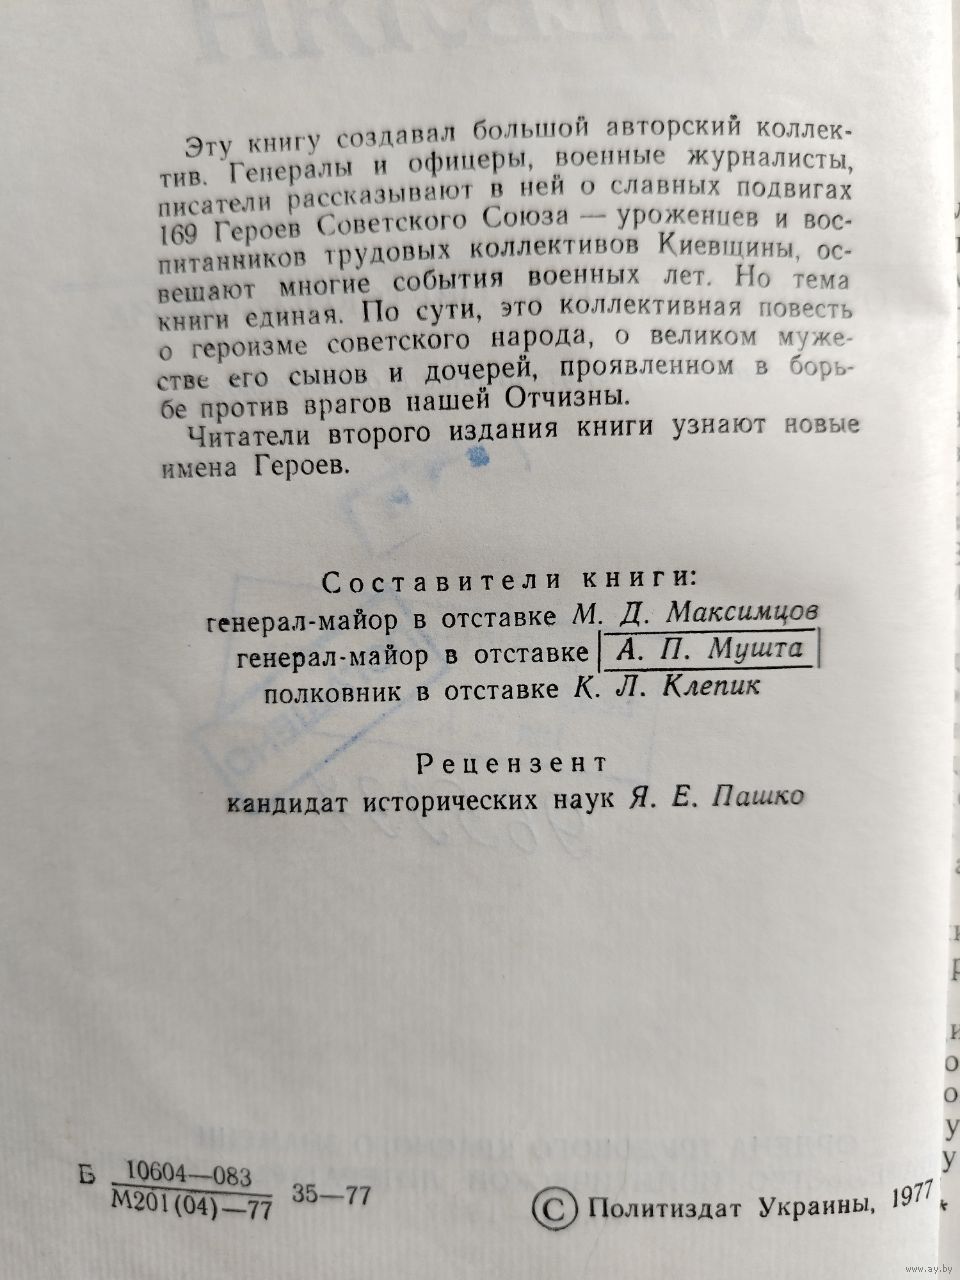 Эту книгу создавал большой авторский коллек-
тив. Генералы и офицеры, военные журналисты,
писатели рассказывают в ней о славных подвигах
169 Героев Советского Союза — уроженцев и вос-
питанников трудовых коллективов Киевщины, ос-
вещают многие события военных лет. Но тема
книги единая. По сути, это коллективная повесть
о героизме советского народа, о великом муже-
стве его сынов и дочерей, проявленном в борь-
бе против врагов нашей Отчизны.
Читатели второго издания книги узнают новые
имена Героев.
Составители книги:
генерал-майор в отставке М. Д. Максимцов
генерал-майор в отставке А. П. Мушта
полковник в отставке К. Л. Клепик
Рецензент
кандидат исторических наук Я. Е. Пашко
Б 10604—083
М201(04)—77 35—77
© Политиздат Украины, 1977
www.ay.by